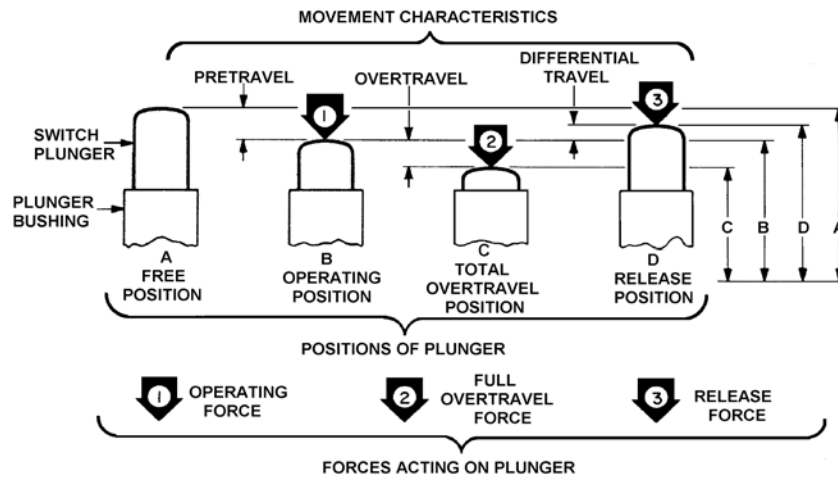 MOVEMENT CHARACTERISTICS
PRETRAVEL
OVERTRAVEL
DIFFERENTIAL
TRAVEL
1
2
3
SWITCH
PLUNGER
PLUNGER
BUSHING
A
FREE
POSITION
B
OPERATING
POSITION
C
TOTAL
OVERTRAVEL
POSITION
D
RELEASE
POSITION
C
B
D
A
POSITIONS OF PLUNGER
1
OPERATING
FORCE
2
FULL
OVERTRAVEL
FORCE
3
RELEASE
FORCE
FORCES ACTING ON PLUNGER